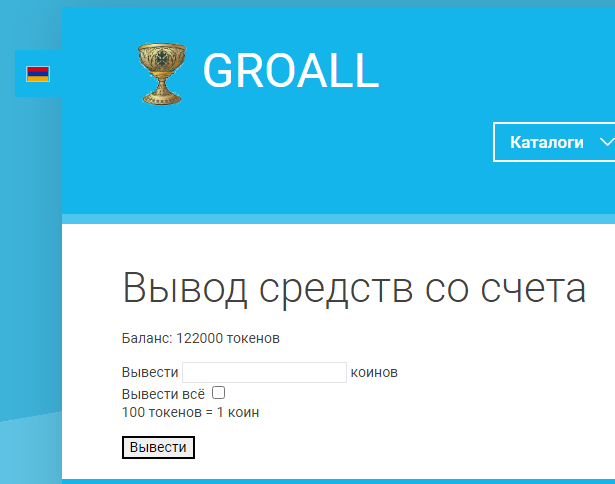 GROALL
Каталоги
Вывод средств со счета
Баланс: 122000 токенов
Вывести коинов
Вывести всё
100 токенов = 1 коин
Вывести